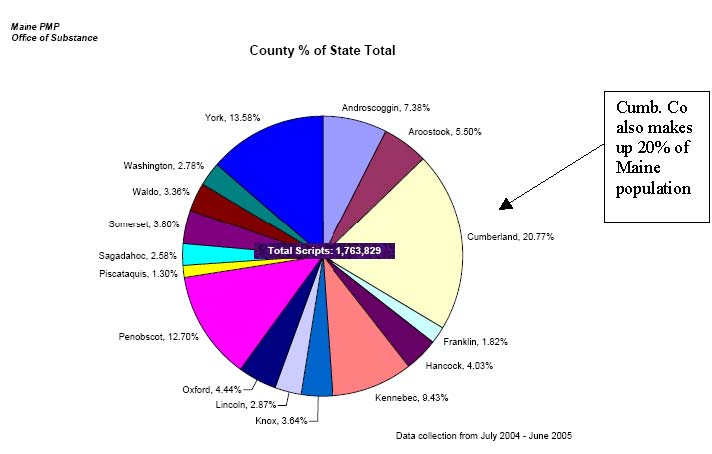 Maine PMP
Office of Substance
County % of State Total
Cumb. Co
also makes
up 20% of
Maine
population
Androscoggin, 7.38%
Aroostook, 5.50%
Cumberland, 20.77%
Franklin, 1.82%
Hancock, 4.03%
Kennebec, 9.43%
Knox, 3.64%
Lincoln, 2.87%
Oxford, 4.44%
Penobscot, 12.70%
Piscataquis, 1.30%
Sagadahoc, 2.58%
Somerset, 3.80%
Waldo, 3.36%
Washington, 2.78%
York, 13.58%
Total Scripts: 1,763,829
Data collection from July 2004 - June 2005